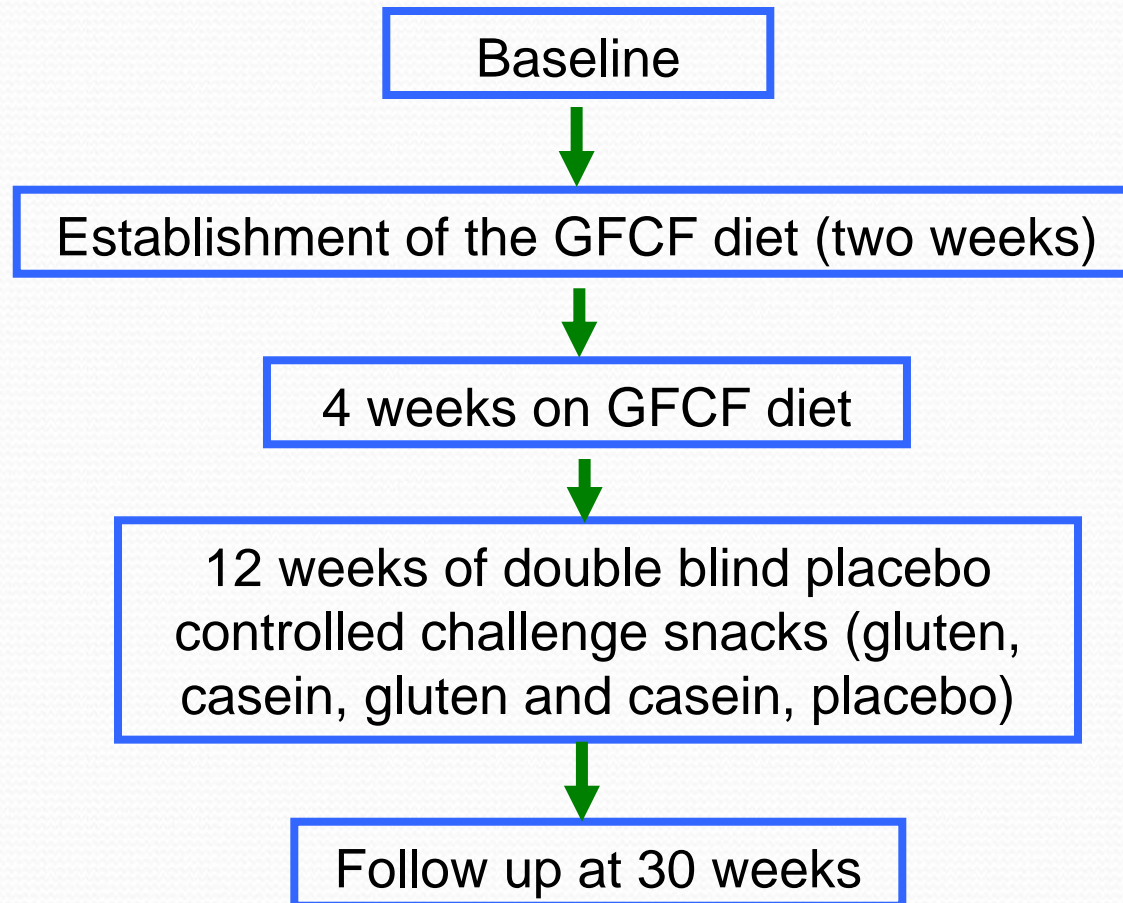 Baseline
Establishment of the GFCF diet (two weeks)
4 weeks on GFCF diet
12 weeks of double blind placebo
controlled challenge snacks (gluten,
casein, gluten and casein, placebo)
Follow up at 30 weeks